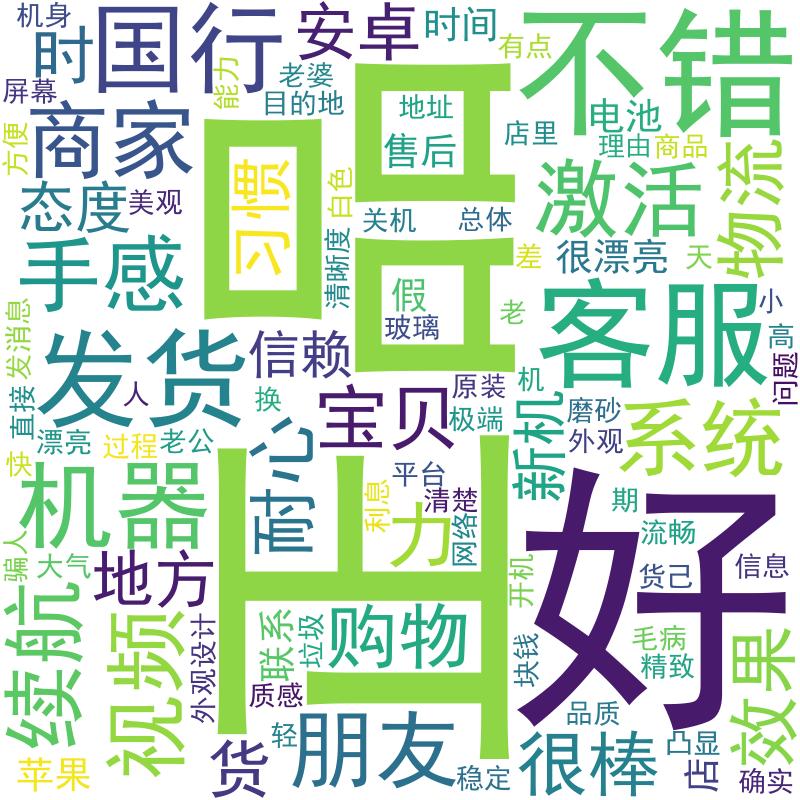 正品
好
不错
国行
发货
客服
商家
安卓
手感
激活
物流
系统
机器
宝贝
新机
耐心
力
购物
朋友
很棒
效果
视频
续航
地方
货
店
态度
信赖
习惯
时
时间
售后
电池
很漂亮
机身
屏幕
方便
能力
老婆
目的地
地址
有点
店里
理由
商品
美观
白色
清晰度
关机
总体
差
天
假
玻璃
老
小
高
问题
发消息
直接
快
漂亮
人
过程
老公
换
原装
极端
机
磨砂
外观
平台
利息
清楚
网络
期
流畅
货己
信息
开机
毛病
精致
块钱
品质
凸显
确实
骗人
大气
外观设计
联系
垃圾
质感
轻
稳定
苹果